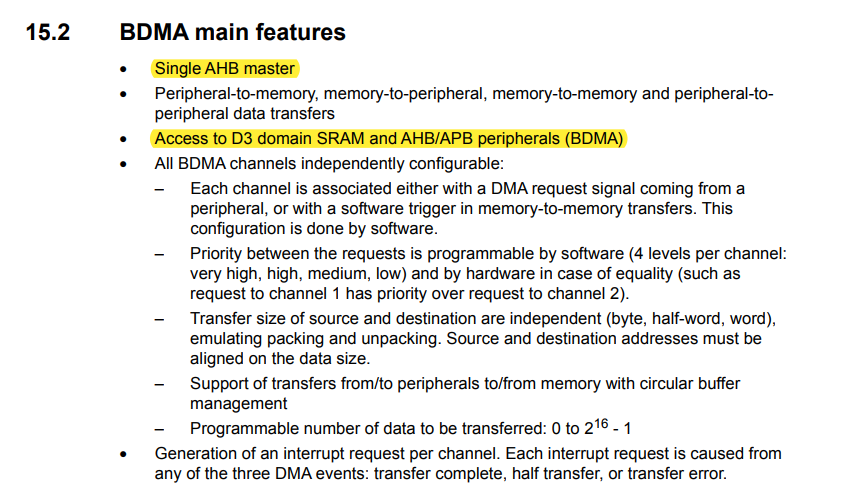 15.2 BDMA main features
• Single AHB master
• Peripheral-to-memory, memory-to-peripheral, memory-to-memory and peripheral-to-
peripheral data transfers
• Access to D3 domain SRAM and AHB/APB peripherals (BDMA)
• All BDMA channels independently configurable:
– Each channel is associated either with a DMA request signal coming from a
peripheral, or with a software trigger in memory-to-memory transfers. This
configuration is done by software.
– Priority between the requests is programmable by software (4 levels per channel:
very high, high, medium, low) and by hardware in case of equality (such as
request to channel 1 has priority over request to channel 2).
– Transfer size of source and destination are independent (byte, half-word, word),
emulating packing and unpacking. Source and destination addresses must be
aligned on the data size.
– Support of transfers from/to peripherals to/from memory with circular buffer
management
– Programmable number of data to be transferred: 0 to 2¹⁶ - 1
• Generation of an interrupt request per channel. Each interrupt request is caused from
any of the three DMA events: transfer complete, half transfer, or transfer error.